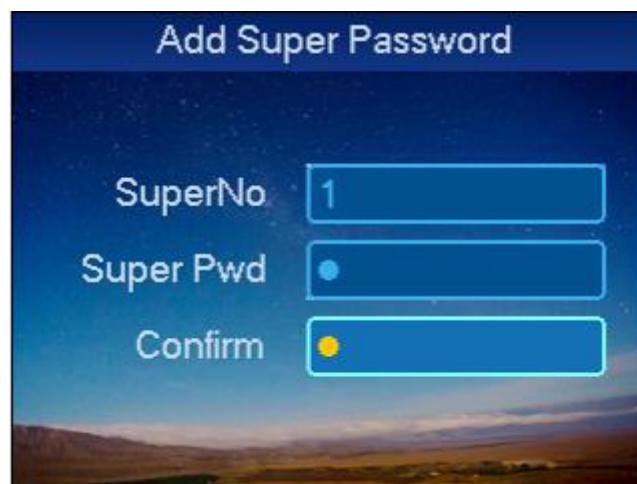 Add Super Password
SuperNo 1
Super Pwd ●
Confirm ●